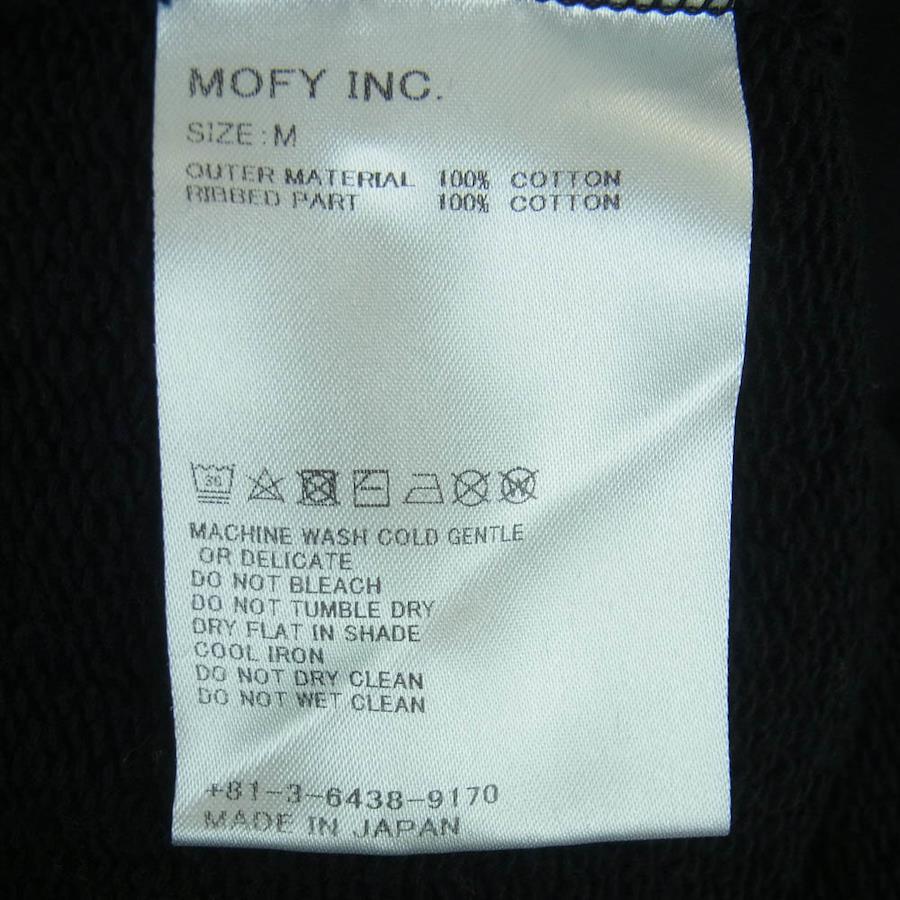 MOFY INC.
SIZE : M
OUTER MATERIAL 100% COTTON
RIBBED PART 100% COTTON
30
W
MACHINE WASH COLD GENTLE
OR DELICATE
DO NOT BLEACH
DO NOT TUMBLE DRY
DRY FLAT IN SHADE
COOL IRON
DO NOT DRY CLEAN
DO NOT WET CLEAN
+81-3-6438-9170
MADE IN JAPAN